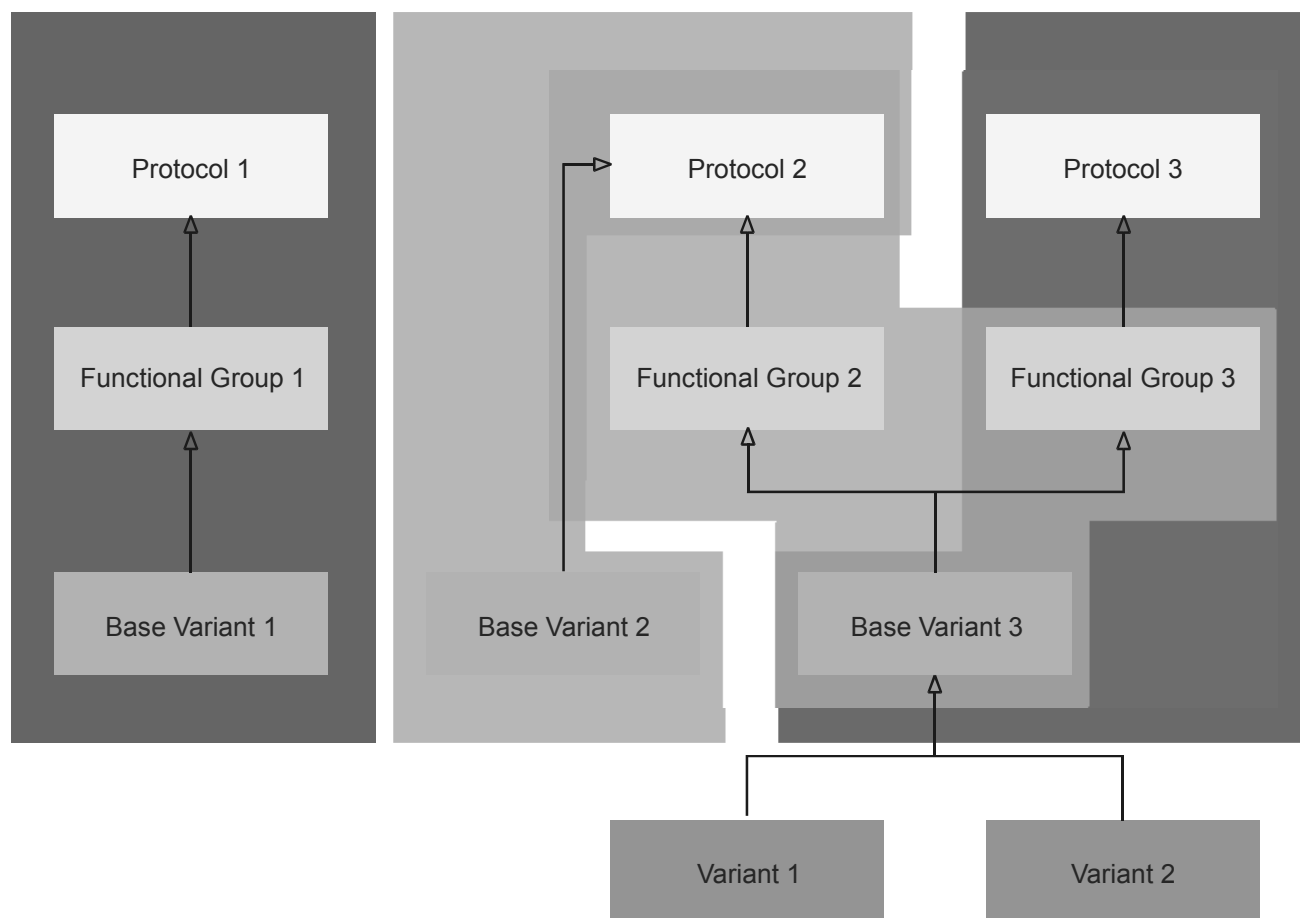 Protocol 1
Protocol 2
Protocol 3
Functional Group 1
Functional Group 2
Functional Group 3
Base Variant 1
Base Variant 2
Base Variant 3
Variant 1
Variant 2